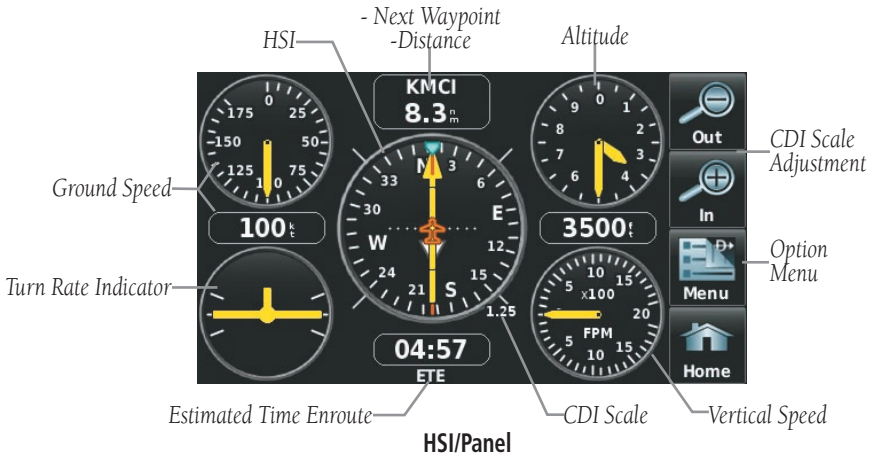 - Next Waypoint
-Distance
HSI
Altitude
KMCI
8.3 n m
0
25
50
75
100
125
150
175
N
3
6
E
12
15
S
21
24
W
30
33
0
1
2
3
4
5
6
7
8
9
Out
In
Menu
Home
CDI Scale
Adjustment
Ground Speed
100 k t
3500 f t
Option
Menu
Turn Rate Indicator
1.25
5
10
15
20
15
10
5
x100
FPM
04:57
ETE
Estimated Time Enroute
CDI Scale
Vertical Speed
HSI/Panel